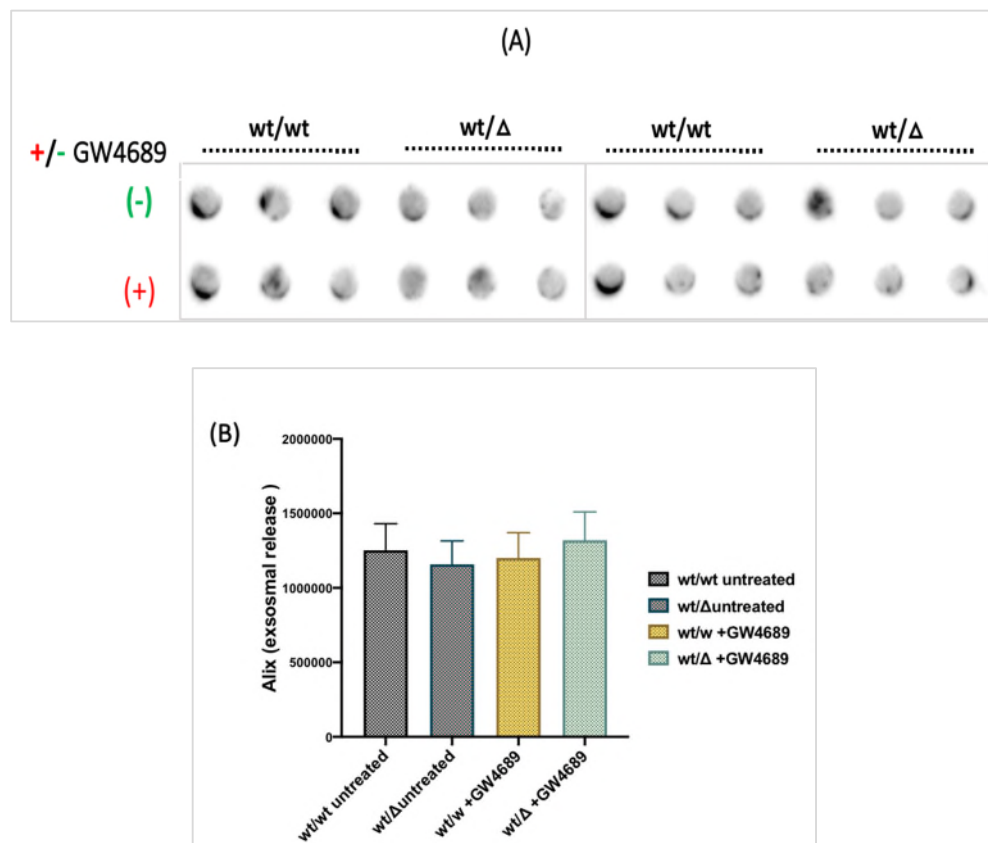 (A)
wt/wt wt/Δ wt/wt wt/Δ
+/- GW4689
(-)
(+)
(B)
2000000
1500000
1000000
500000
0
Alix (exsosmal release )
wt/wt untreated
wt/Δuntreated
wt/w +GW4689
wt/Δ +GW4689
wt/wt untreated
wt/Δuntreated
wt/w +GW4689
wt/Δ +GW4689